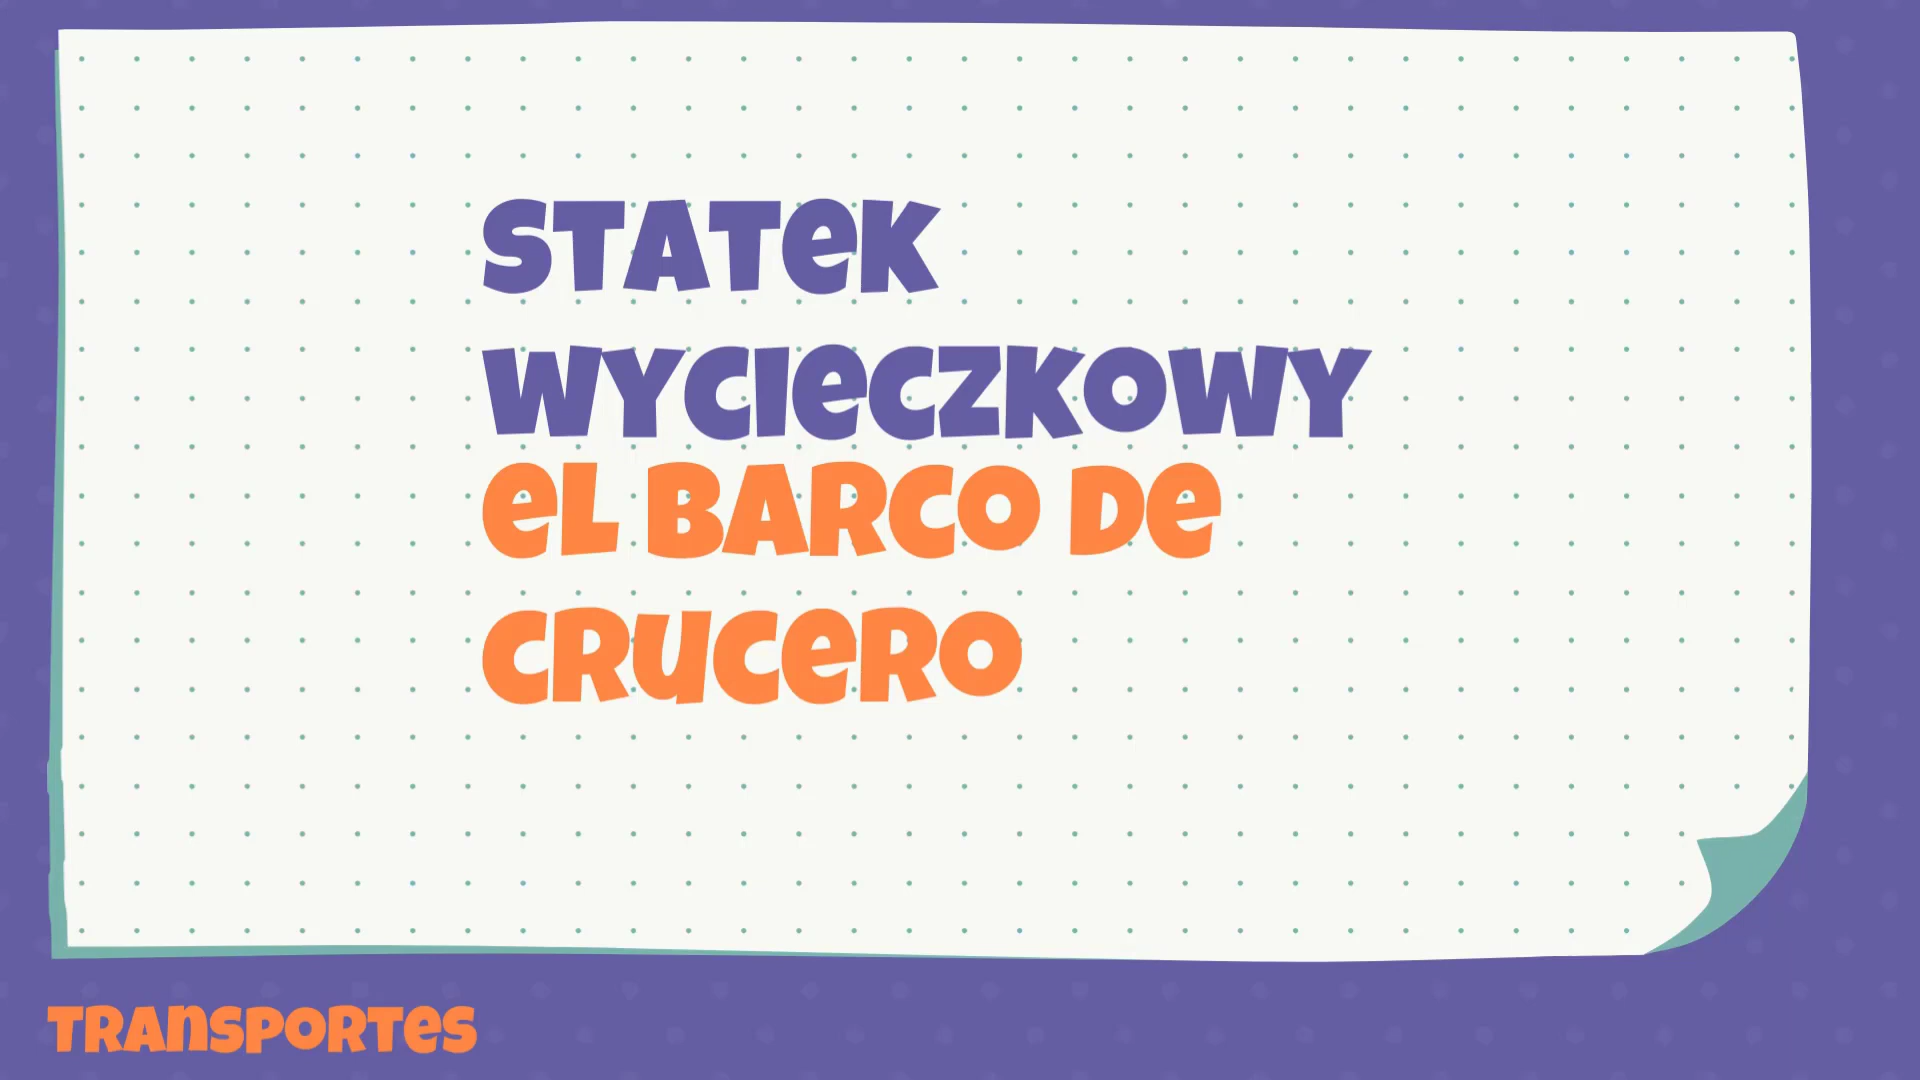 STATEK
WYCIECZKOWY
EL BARCO DE
CRUCERO
TRANSPORTES